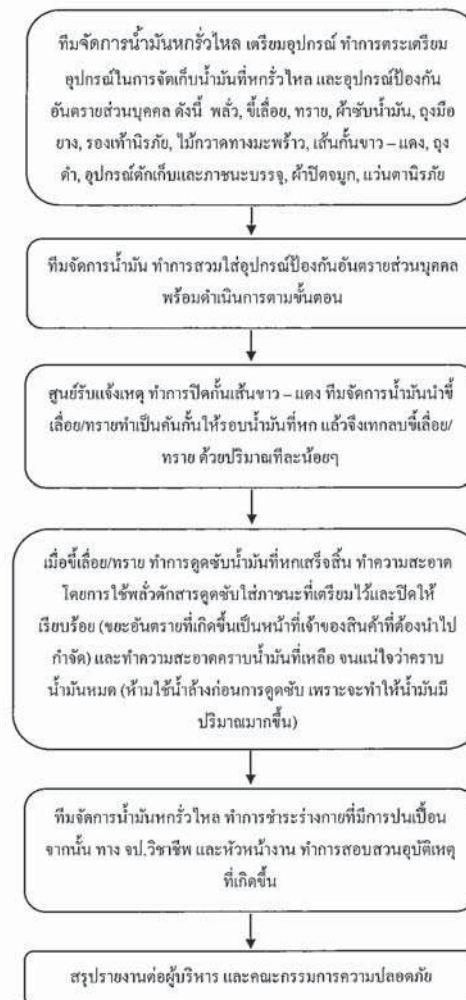 ทีมจัดการน้ำมันหกรั่วไหล เตรียมอุปกรณ์ ทำการตระเตรียม
อุปกรณ์ในการจัดเก็บน้ำมันที่หกรั่วไหล และอุปกรณ์ป้องกัน
อันตรายส่วนบุคคล ดังนี้ พลั่ว, ขี้เลื่อย, ทราย, ผ้าซับน้ำมัน, ถุงมือ
ยาง, รองเท้านิรภัย, ไม้กวาดทางมะพร้าว, เส้นกั้นขาว – แดง, ถุง
ดำ, อุปกรณ์ตักเก็บและภาชนะบรรจุ, ผ้าปิดจมูก, แว่นตานิรภัย
ทีมจัดการน้ำมัน ทำการสวมใส่อุปกรณ์ป้องกันอันตรายส่วนบุคคล
พร้อมดำเนินการตามขั้นตอน
ศูนย์รับแจ้งเหตุ ทำการปิดกั้นเส้นขาว – แดง ทีมจัดการน้ำมันนำขี้
เลื่อย/ทรายทำเป็นคันกั้นให้รอบน้ำมันที่หก แล้วจึงเทกลบขี้เลื่อย/
ทราย ด้วยปริมาณทีละน้อยๆ
เมื่อขี้เลื่อย/ทราย ทำการดูดซับน้ำมันที่หกเสร็จสิ้น ทำความสะอาด
โดยการใช้พลั่วตักสารดูดซับใส่ภาชนะที่เตรียมไว้และปิดให้
เรียบร้อย (ขยะอันตรายที่เกิดขึ้นเป็นหน้าที่เจ้าของสินค้าที่ต้องนำไป
กำจัด) และทำความสะอาดคราบน้ำมันที่เหลือ จนแน่ใจว่าคราบ
น้ำมันหมด (ห้ามใช้น้ำล้างก่อนการดูดซับ เพราะจะทำให้น้ำมันมี
ปริมาณมากขึ้น)
ทีมจัดการน้ำมันหกรั่วไหล ทำการชำระร่างกายที่มีการปนเปื้อน
จากนั้น ทาง จป.วิชาชีพ และหัวหน้างาน ทำการสอบสวนอุบัติเหตุ
ที่เกิดขึ้น
สรุปรายงานต่อผู้บริหาร และคณะกรรมการความปลอดภัย